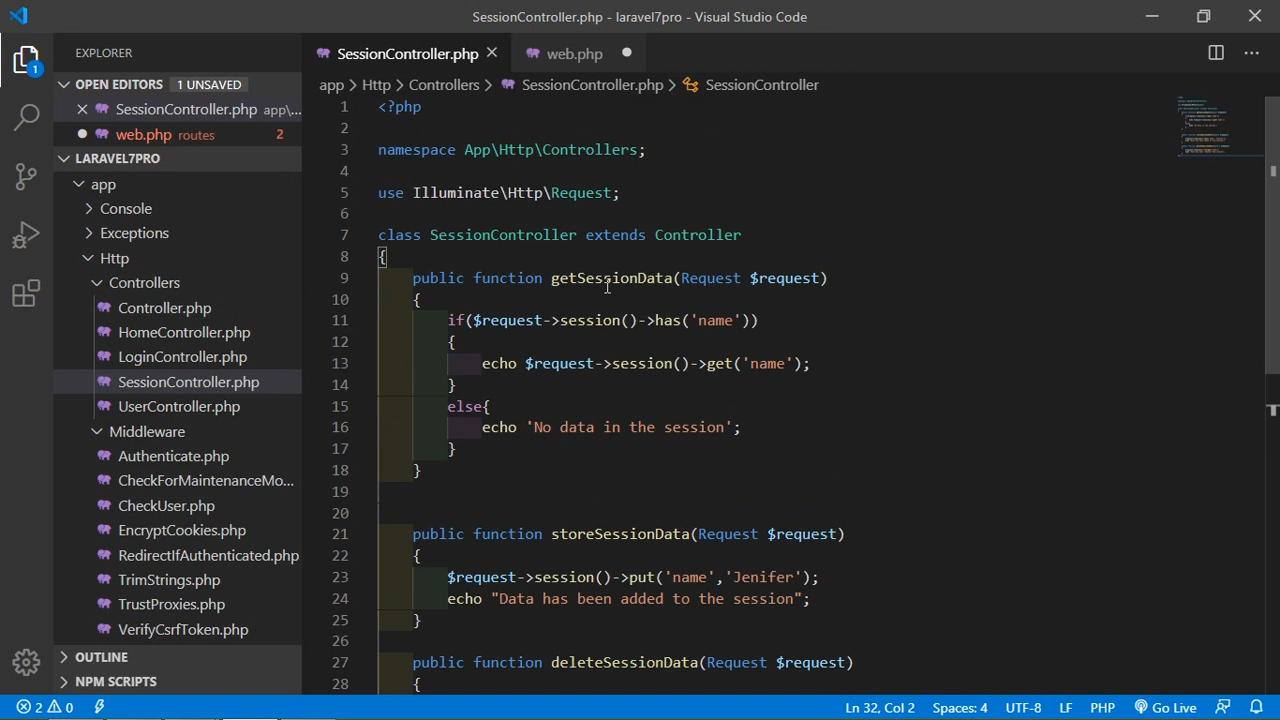 SessionController.php - laravel7pro - Visual Studio Code
EXPLORER
OPEN EDITORS 1 UNSAVED
SessionController.php app\...
web.php routes 2
LARAVEL7PRO
app
Console
Exceptions
Http
Controllers
Controller.php
HomeController.php
LoginController.php
SessionController.php
UserController.php
Middleware
Authenticate.php
CheckForMaintenanceMo...
CheckUser.php
EncryptCookies.php
RedirectIfAuthenticated.php
TrimStrings.php
TrustProxies.php
VerifyCsrfToken.php
OUTLINE
NPM SCRIPTS
1
SessionController.php web.php
app > Http > Controllers > SessionController.php > SessionController
1 <?php
2
3 namespace App\Http\Controllers;
4
5 use Illuminate\Http\Request;
6
7 class SessionController extends Controller
8 {
9 public function getSessionData(Request $request)
10 {
11 if($request->session()->has('name'))
12 {
13 echo $request->session()->get('name');
14 }
15 else{
16 echo 'No data in the session';
17 }
18 }
19
20
21 public function storeSessionData(Request $request)
22 {
23 $request->session()->put('name','Jenifer');
24 echo "Data has been added to the session";
25 }
26
27 public function deleteSessionData(Request $request)
28 {
2 0
Ln 32, Col 2 Spaces: 4 UTF-8 LF PHP Go Live